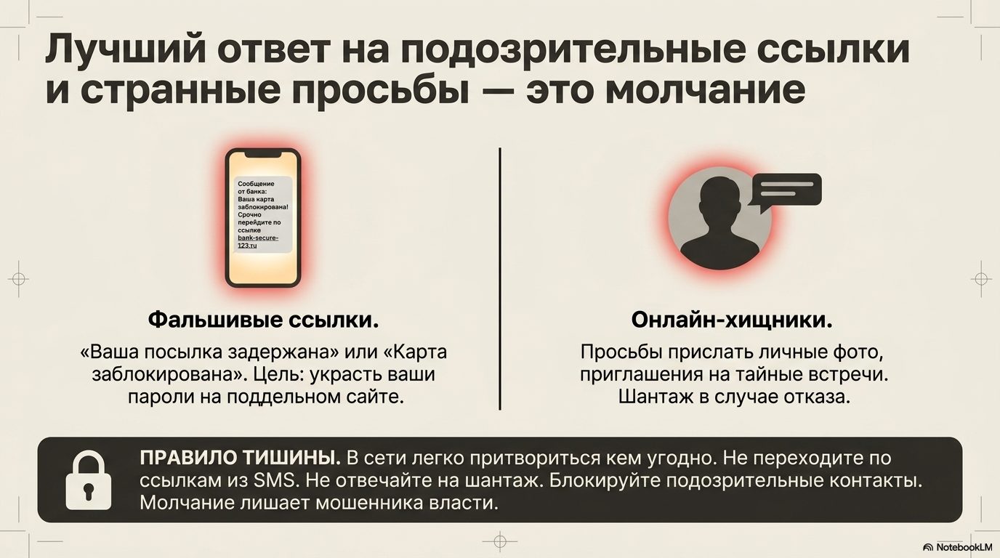 Лучший ответ на подозрительные ссылки
и странные просьбы — это молчание
Сообщение
от банка:
Ваша карта
заблокирована!
Срочно
перейдите по
ссылке
bank-secure-
123.ru
Фальшивые ссылки.
«Ваша посылка задержана» или «Карта
заблокирована». Цель: украсть ваши
пароли на поддельном сайте.
Онлайн-хищники.
Просьбы прислать личные фото,
приглашения на тайные встречи.
Шантаж в случае отказа.
ПРАВИЛО ТИШИНЫ. В сети легко притвориться кем угодно. Не переходите по
ссылкам из SMS. Не отвечайте на шантаж. Блокируйте подозрительные контакты.
Молчание лишает мошенника власти.
NotebookLM